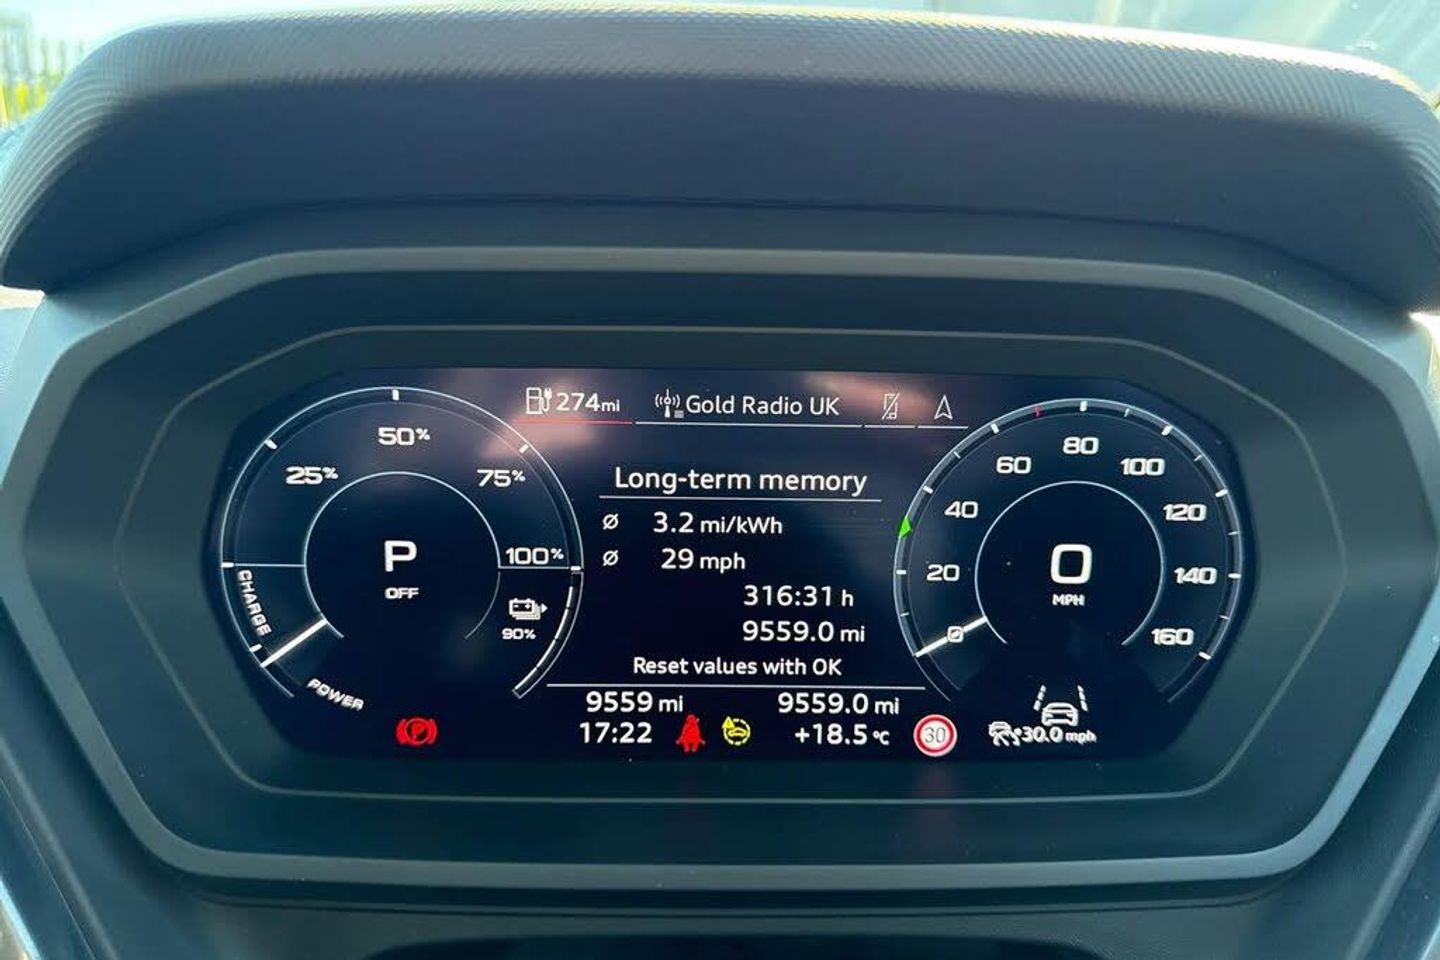 274mi
Gold Radio UK
50%
25%
75%
100%
CHARGE
POWER
90%
P
OFF
Long-term memory
Ø 3.2 mi/kWh
Ø 29 mph
316:31 h
9559.0 mi
Reset values with OK
9559 mi
9559.0 mi
17:22
+18.5 °C
P
30
30.0 mph
0
20
40
60
80
100
120
140
160
0
MPH